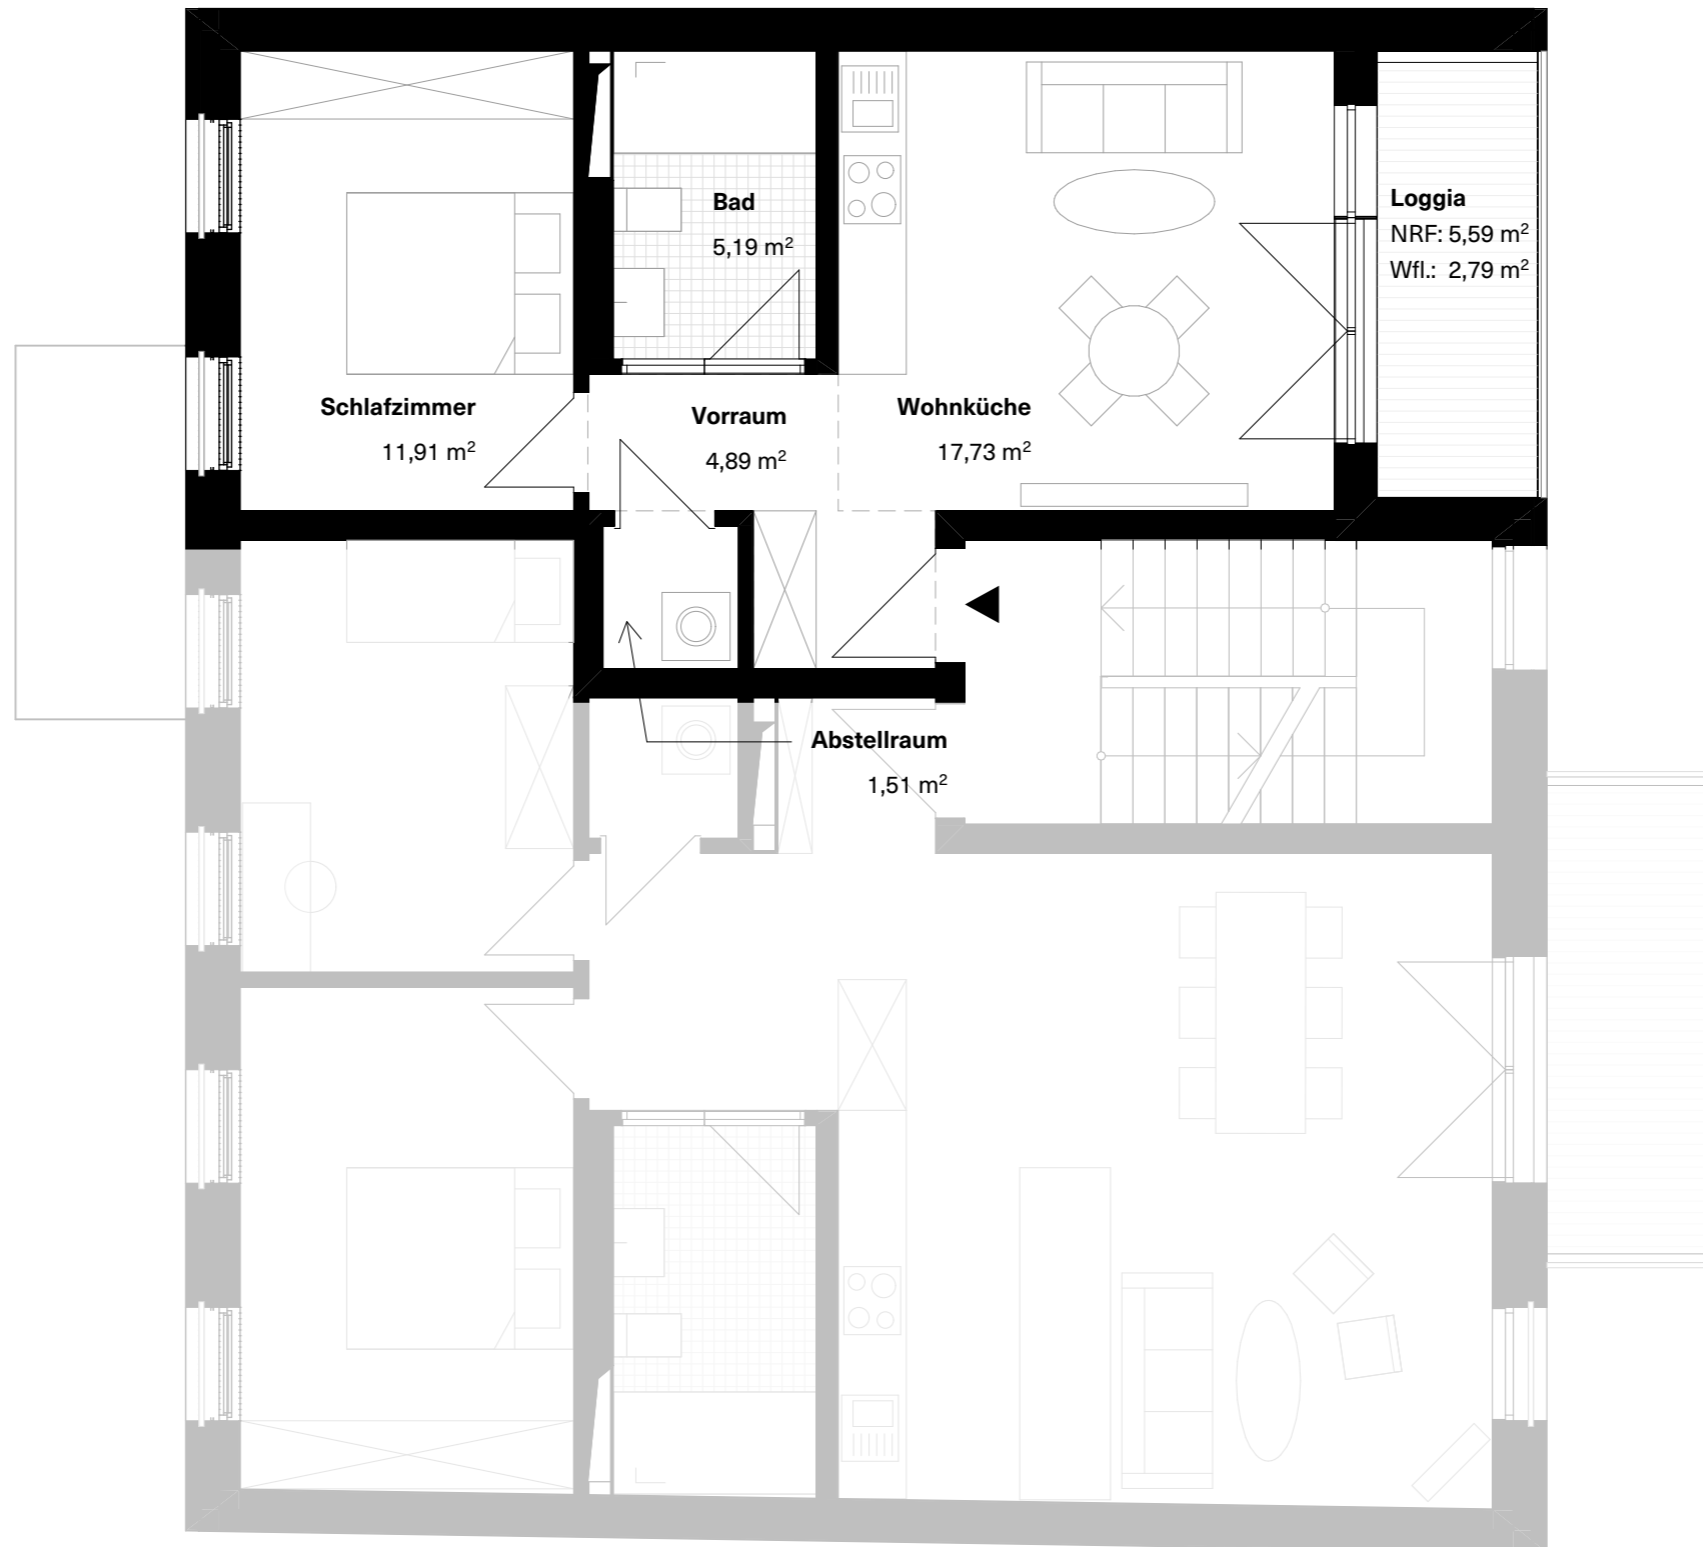 Bad
5,19 m²
Loggia
NRF: 5,59 m²
Wfl.: 2,79 m²
Schlafzimmer
11,91 m²
Vorraum
4,89 m²
Wohnküche
17,73 m²
Abstellraum
1,51 m²